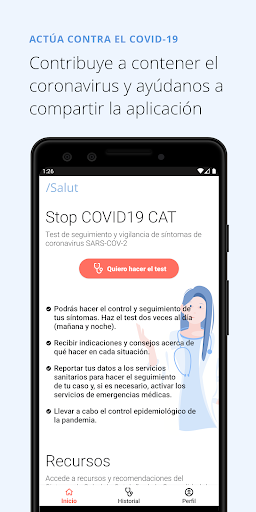 ACTÚA CONTRA EL COVID-19
Contribuye a contener el
coronavirus y ayúdanos a
compartir la aplicación
1:26
/Salut
Stop COVID19 CAT
Test de seguimiento y vigilancia de síntomas de
coronavirus SARS-COV-2
Quiero hacer el test
Podrás hacer el control y seguimiento de
tus síntomas. Haz el test dos veces al día
(mañana y noche).
Recibir indicaciones y consejos acerca de
qué hacer en cada situación.
Reportar tus datos a los servicios
sanitarios para hacer el seguimiento
de tu caso y, si es necesario, activar los
servicios de emergencias médicas.
Llevar a cabo el control epidemiológico de
la pandemia.
Recursos
Accede a recursos y recomendaciones del
Inicio
Historial
Perfil